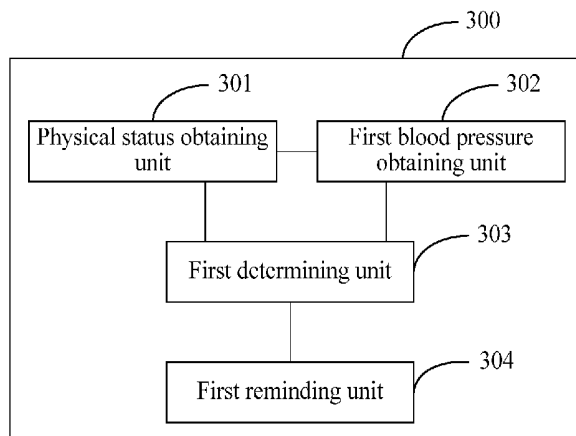 300
301
302
Physical status obtaining
unit
First blood pressure
obtaining unit
303
First determining unit
304
First reminding unit